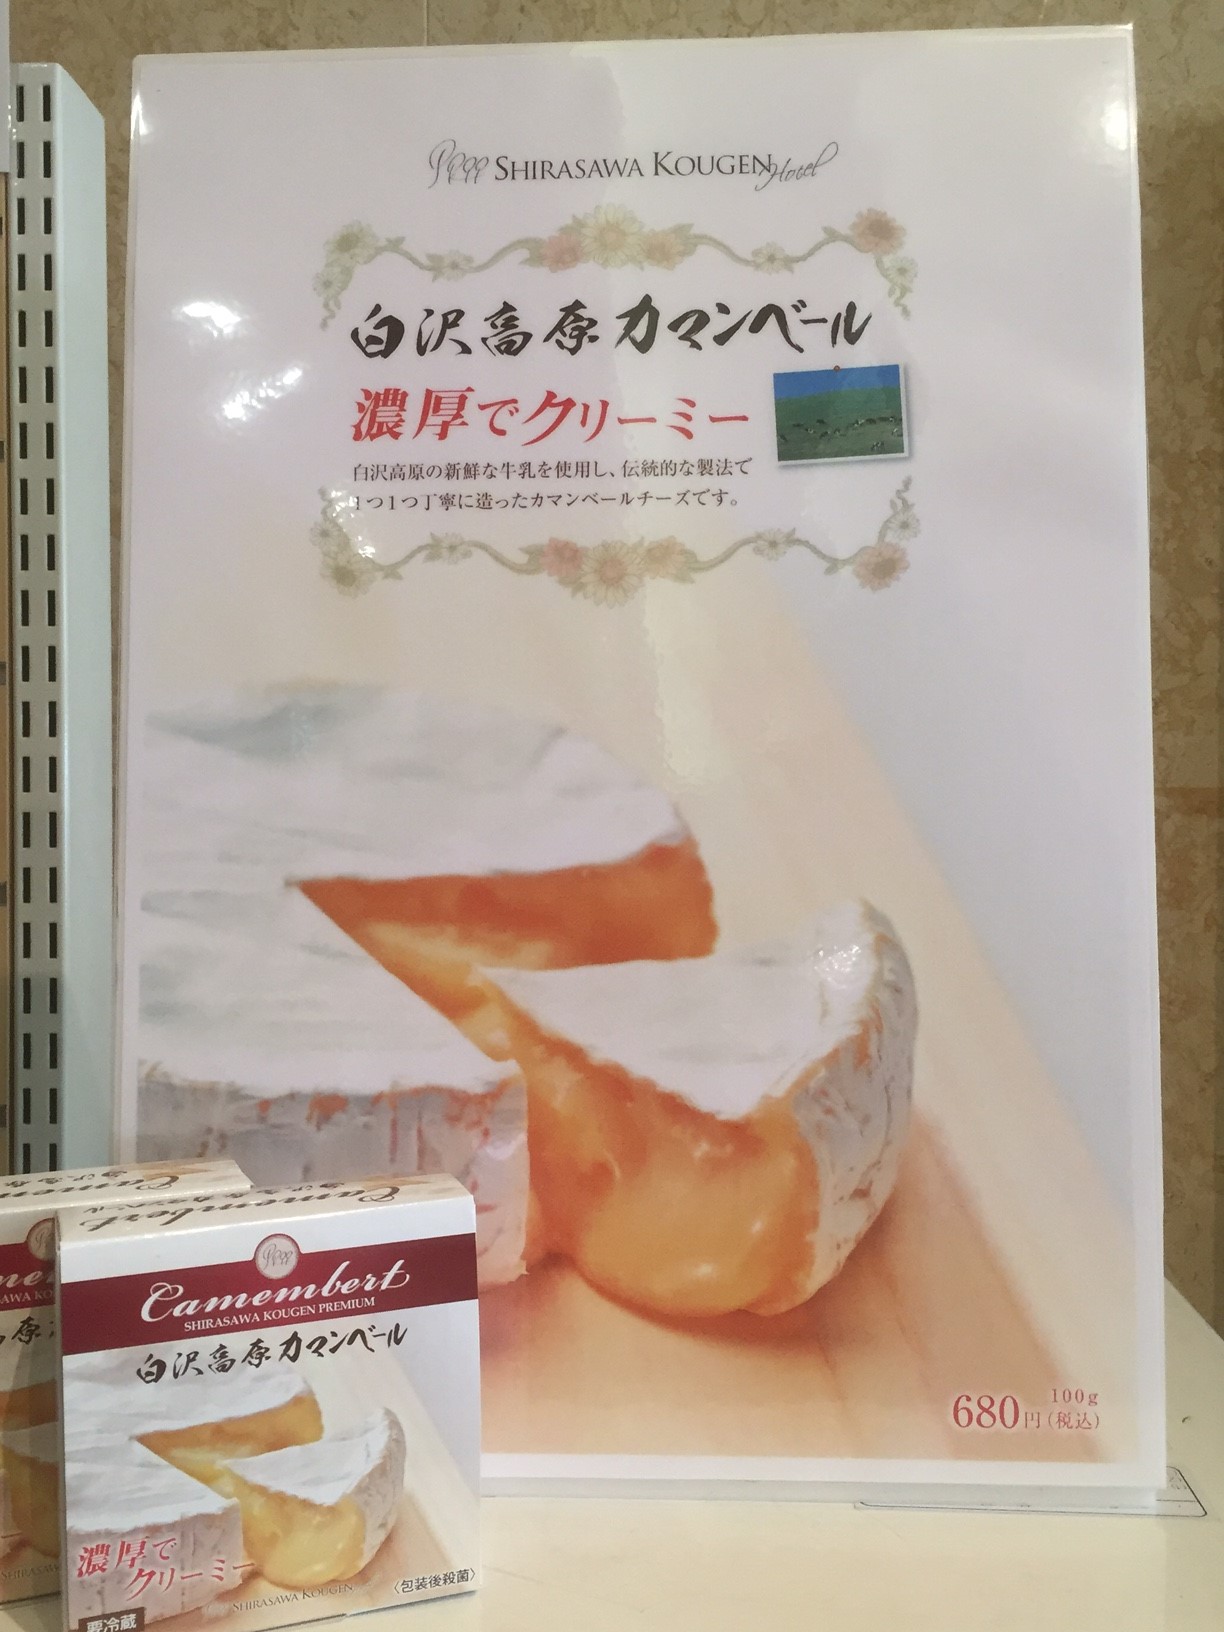 SHIRASAWA KOUGEN Hotel
白沢高原カマンベール
濃厚でクリーミー
白沢高原の新鮮な牛乳を使用し、伝統的な製法で
1つ1つ丁寧に造ったカマンベールチーズです。
100g
680円(税込)
Camembert
Camembert
SHIRASAWA KOUGEN PREMIUM
白沢高原カマンベール
濃厚で
クリーミー
SHIRASAWA KOUGEN
〈包装後殺菌〉
要冷蔵